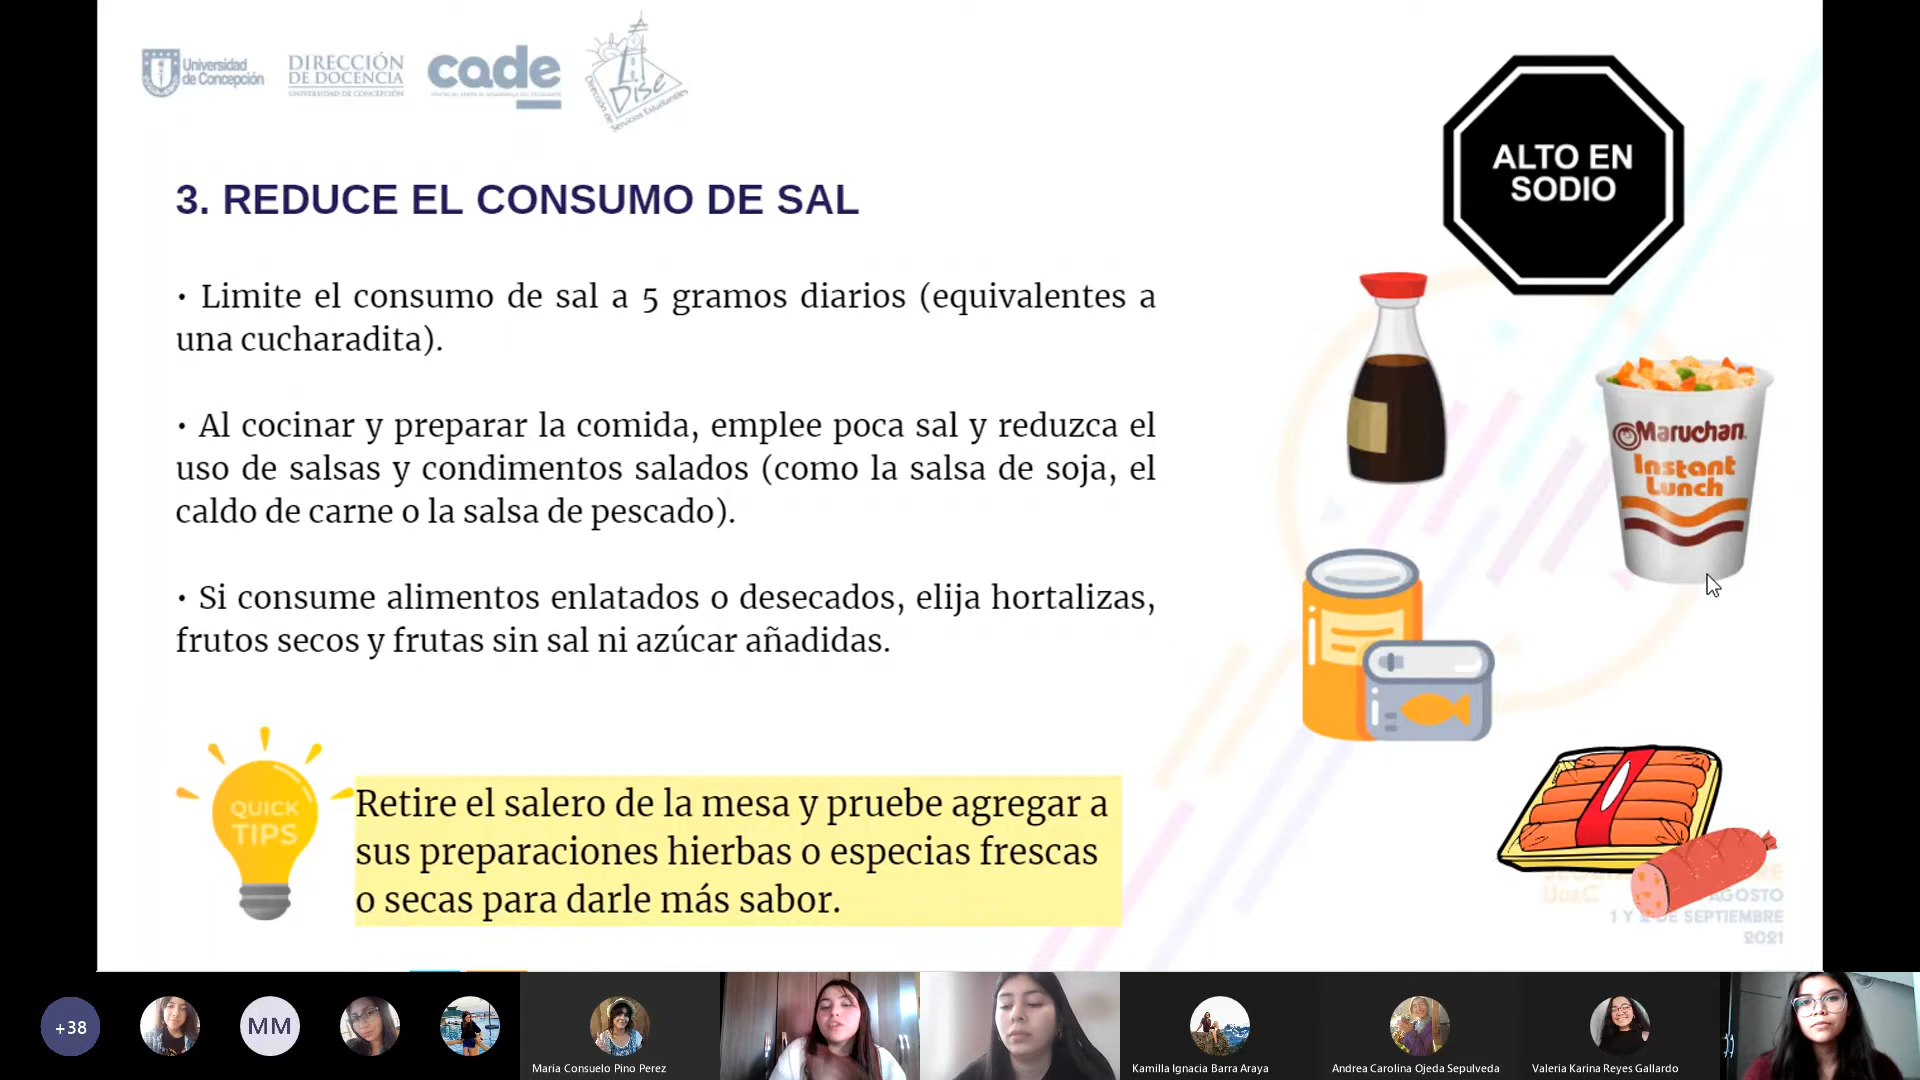 Universidad
de Concepción
DIRECCIÓN
DE DOCENCIA
UNIVERSIDAD DE CONCEPCIÓN
cade
Dise
Dirección de Servicios Estudiantiles
ALTO EN
SODIO
3. REDUCE EL CONSUMO DE SAL
• Limite el consumo de sal a 5 gramos diarios (equivalentes a
una cucharadita).
• Al cocinar y preparar la comida, emplee poca sal y reduzca el
uso de salsas y condimentos salados (como la salsa de soja, el
caldo de carne o la salsa de pescado).
• Si consume alimentos enlatados o desecados, elija hortalizas,
frutos secos y frutas sin sal ni azúcar añadidas.
Maruchan
Instant
Lunch
QUICK
TIPS
Retire el salero de la mesa y pruebe agregar a
sus preparaciones hierbas o especias frescas
o secas para darle más sabor.
UdeC
AGOSTO
1 Y 2 DE SEPTIEMBRE
2021
+38
MM
Maria Consuelo Pino Perez
Kamilla Ignacia Barra Araya
Andrea Carolina Ojeda Sepulveda
Valeria Karina Reyes Gallardo